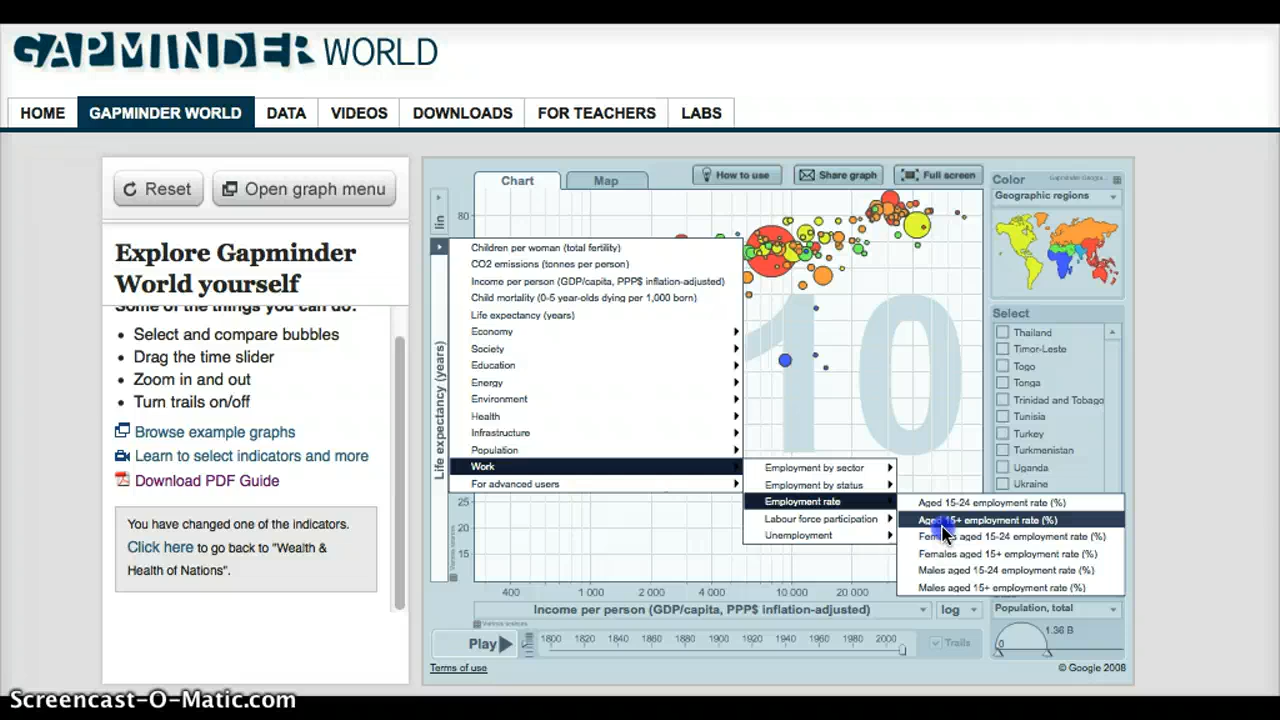 GAPMINDER WORLD
HOME
GAPMINDER WORLD
DATA
VIDEOS
DOWNLOADS
FOR TEACHERS
LABS
Reset
Open graph menu
Explore Gapminder
World yourself
Some of the things you can do:
• Select and compare bubbles
• Drag the time slider
• Zoom in and out
• Turn trails on/off
Browse example graphs
Learn to select indicators and more
Download PDF Guide
You have changed one of the indicators.
Click here to go back to "Wealth &
Health of Nations".
Chart
Map
How to use
Share graph
Full screen
lin
80
Life expectancy (years)
Children per woman (total fertility)
CO2 emissions (tonnes per person)
Income per person (GDP/capita, PPP$ inflation-adjusted)
Child mortality (0-5 year-olds dying per 1,000 born)
Life expectancy (years)
Economy
Society
Education
Energy
Environment
Health
Infrastructure
Population
Work
For advanced users
Employment by sector
Employment by status
Employment rate
Labour force participation
Unemployment
Aged 15-24 employment rate (%)
Aged 15+ employment rate (%)
Females aged 15-24 employment rate (%)
Females aged 15+ employment rate (%)
Males aged 15-24 employment rate (%)
Males aged 15+ employment rate (%)
10
25
20
15
400
1 000
2 000
4 000
10 000
20 000
Income per person (GDP/capita, PPP$ inflation-adjusted)
log
Various sources
Play
1800
1820
1840
1860
1880
1900
1920
1940
1960
1980
2000
Trails
Terms of use
Color
Geographic regions
Select
Thailand
Timor-Leste
Togo
Tonga
Trinidad and Tobago
Tunisia
Turkey
Turkmenistan
Uganda
Ukraine
Population, total
0
1.36 B
© Google 2008
Screencast-O-Matic.com